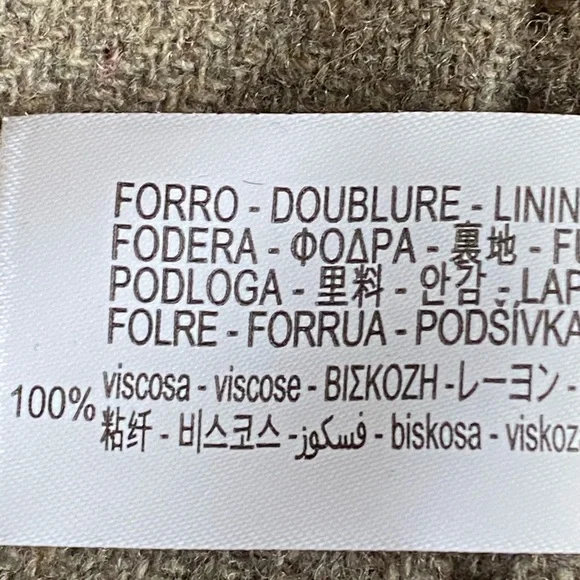 FORRO - DOUBLURE - LININ
FODERA - ΦΟΔΡΑ - 裏地 - FU
PODLOGA - 里料 - 안감 - LAP
FOLRE - FORRUA - PODŠÍVKA
100% viscosa - viscose - ΒΙΣΚΟΖΗ -レーヨン -
粘纤 - 비스코스 -فسكوز - biskosa - viskoz